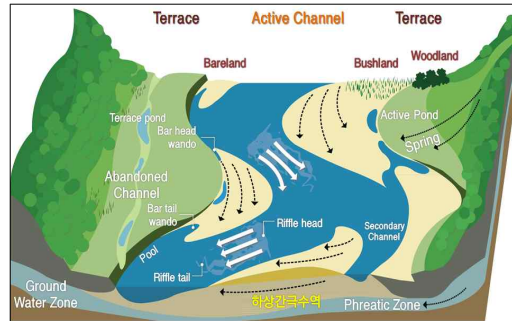 Terrace
Active Channel
Terrace
Bareland
Bushland
Woodland
Terrace pond
Bar head
wando
Active Pond
Spring
Abandoned
Channel
Bar tail
wando
Riffle head
Secondary
Channel
Pool
Riffle tail
Ground
Water Zone
하상간극수역
Phreatic Zone